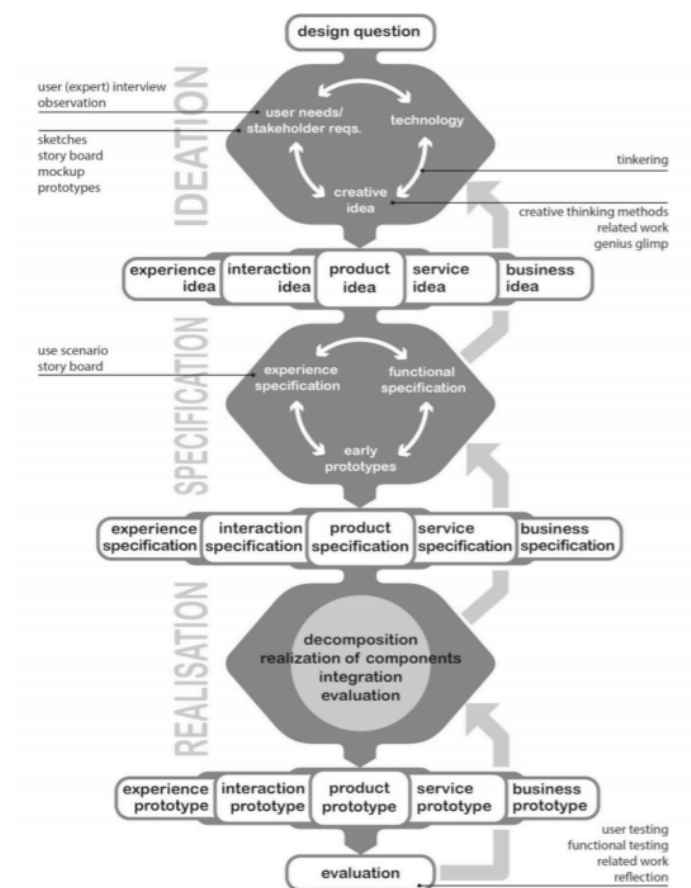 design question
IDEATION
user (expert) interview
observation
sketches
story board
mockup
prototypes
user needs/
stakeholder reqs.
technology
creative
idea
tinkering
creative thinking methods
related work
genius glimp
experience
idea
interaction
idea
product
idea
service
idea
business
idea
SPECIFICATION
use scenario
story board
experience
specification
functional
specification
early
prototypes
experience
specification
interaction
specification
product
specification
service
specification
business
specification
REALISATION
decomposition
realization of components
integration
evaluation
experience
prototype
interaction
prototype
product
prototype
service
prototype
business
prototype
evaluation
user testing
functional testing
related work
reflection